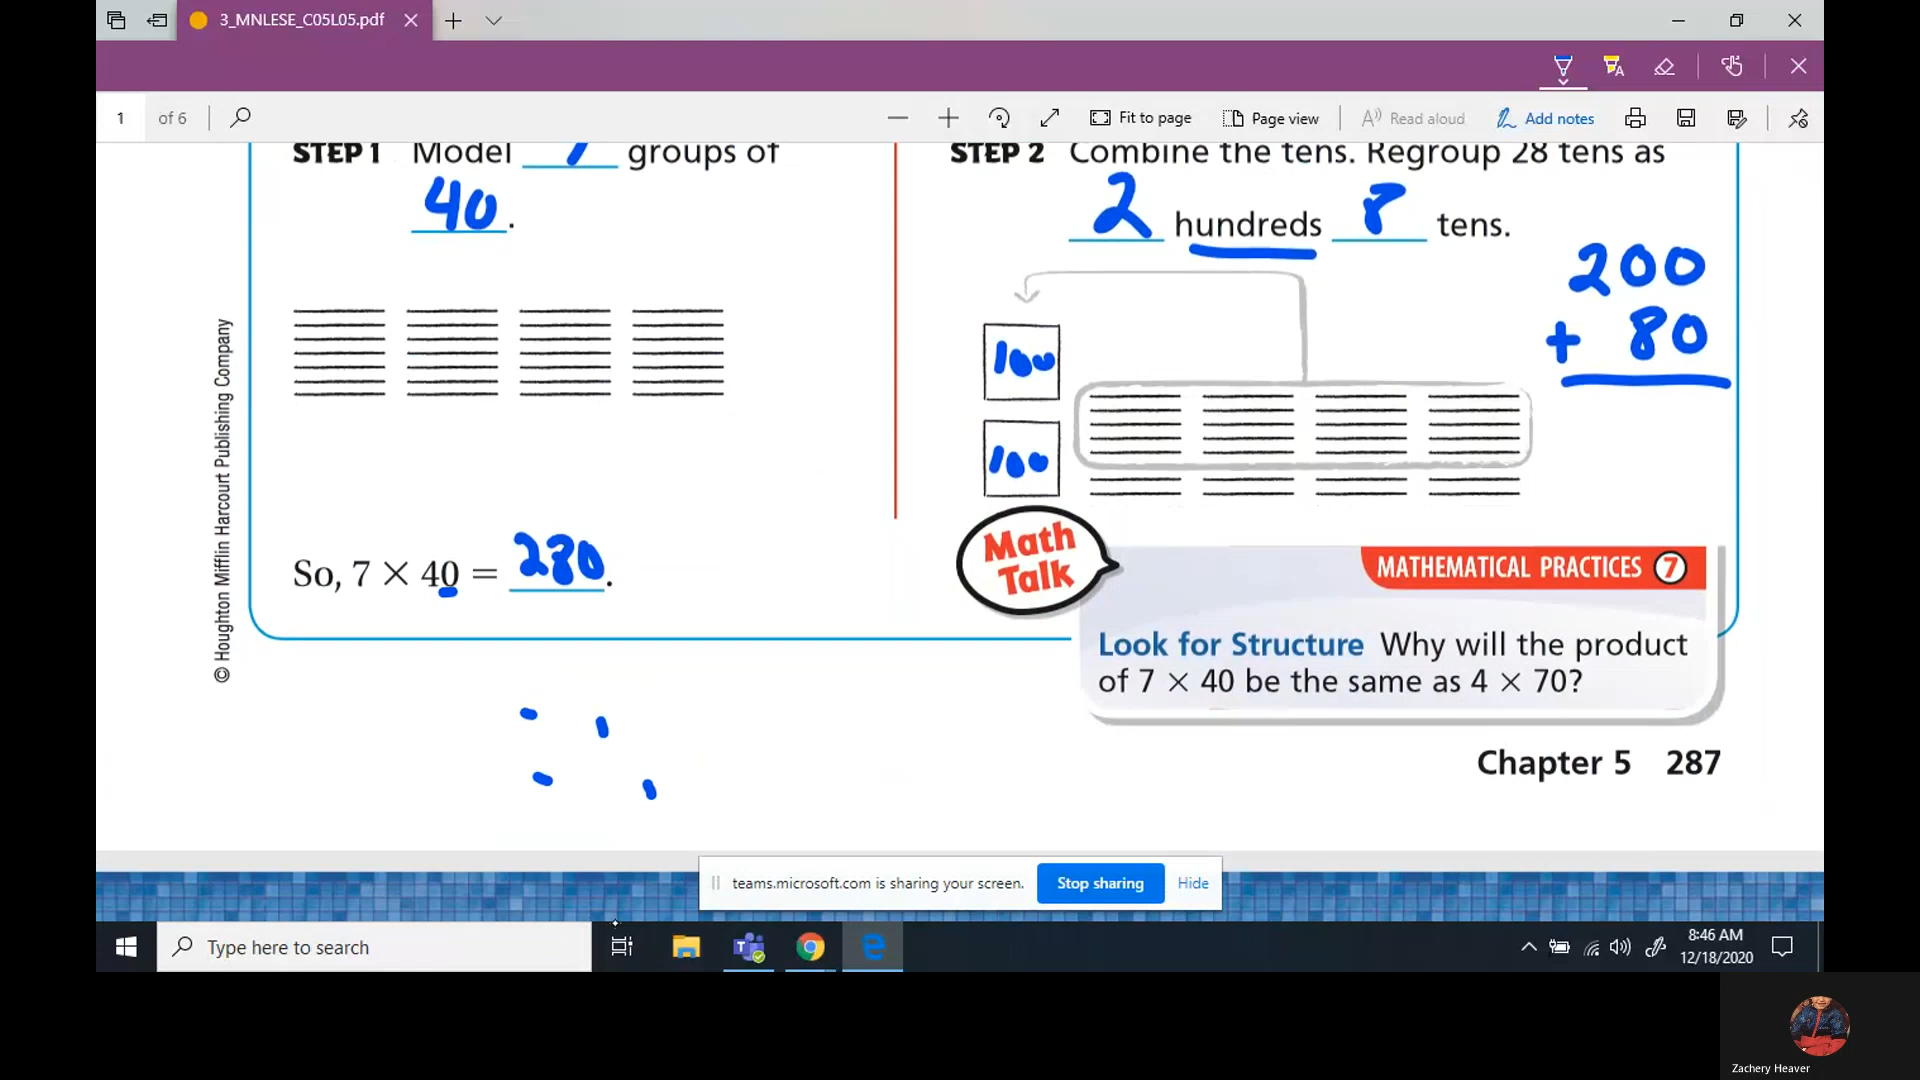 3_MNLESE_C05L05.pdf
1 of 6
Fit to page
Page view
Read aloud
Add notes
STEP 1 Model 7 groups of
40.
STEP 2 Combine the tens. Regroup 28 tens as
2 hundreds 8 tens.
200
+ 80
100
100
So, 7 × 40 = 280.
© Houghton Mifflin Harcourt Publishing Company
Math
Talk
MATHEMATICAL PRACTICES 7
Look for Structure Why will the product
of 7 × 40 be the same as 4 × 70?
Chapter 5 287
teams.microsoft.com is sharing your screen.
Stop sharing
Hide
Type here to search
8:46 AM
12/18/2020
Zachery Heaver